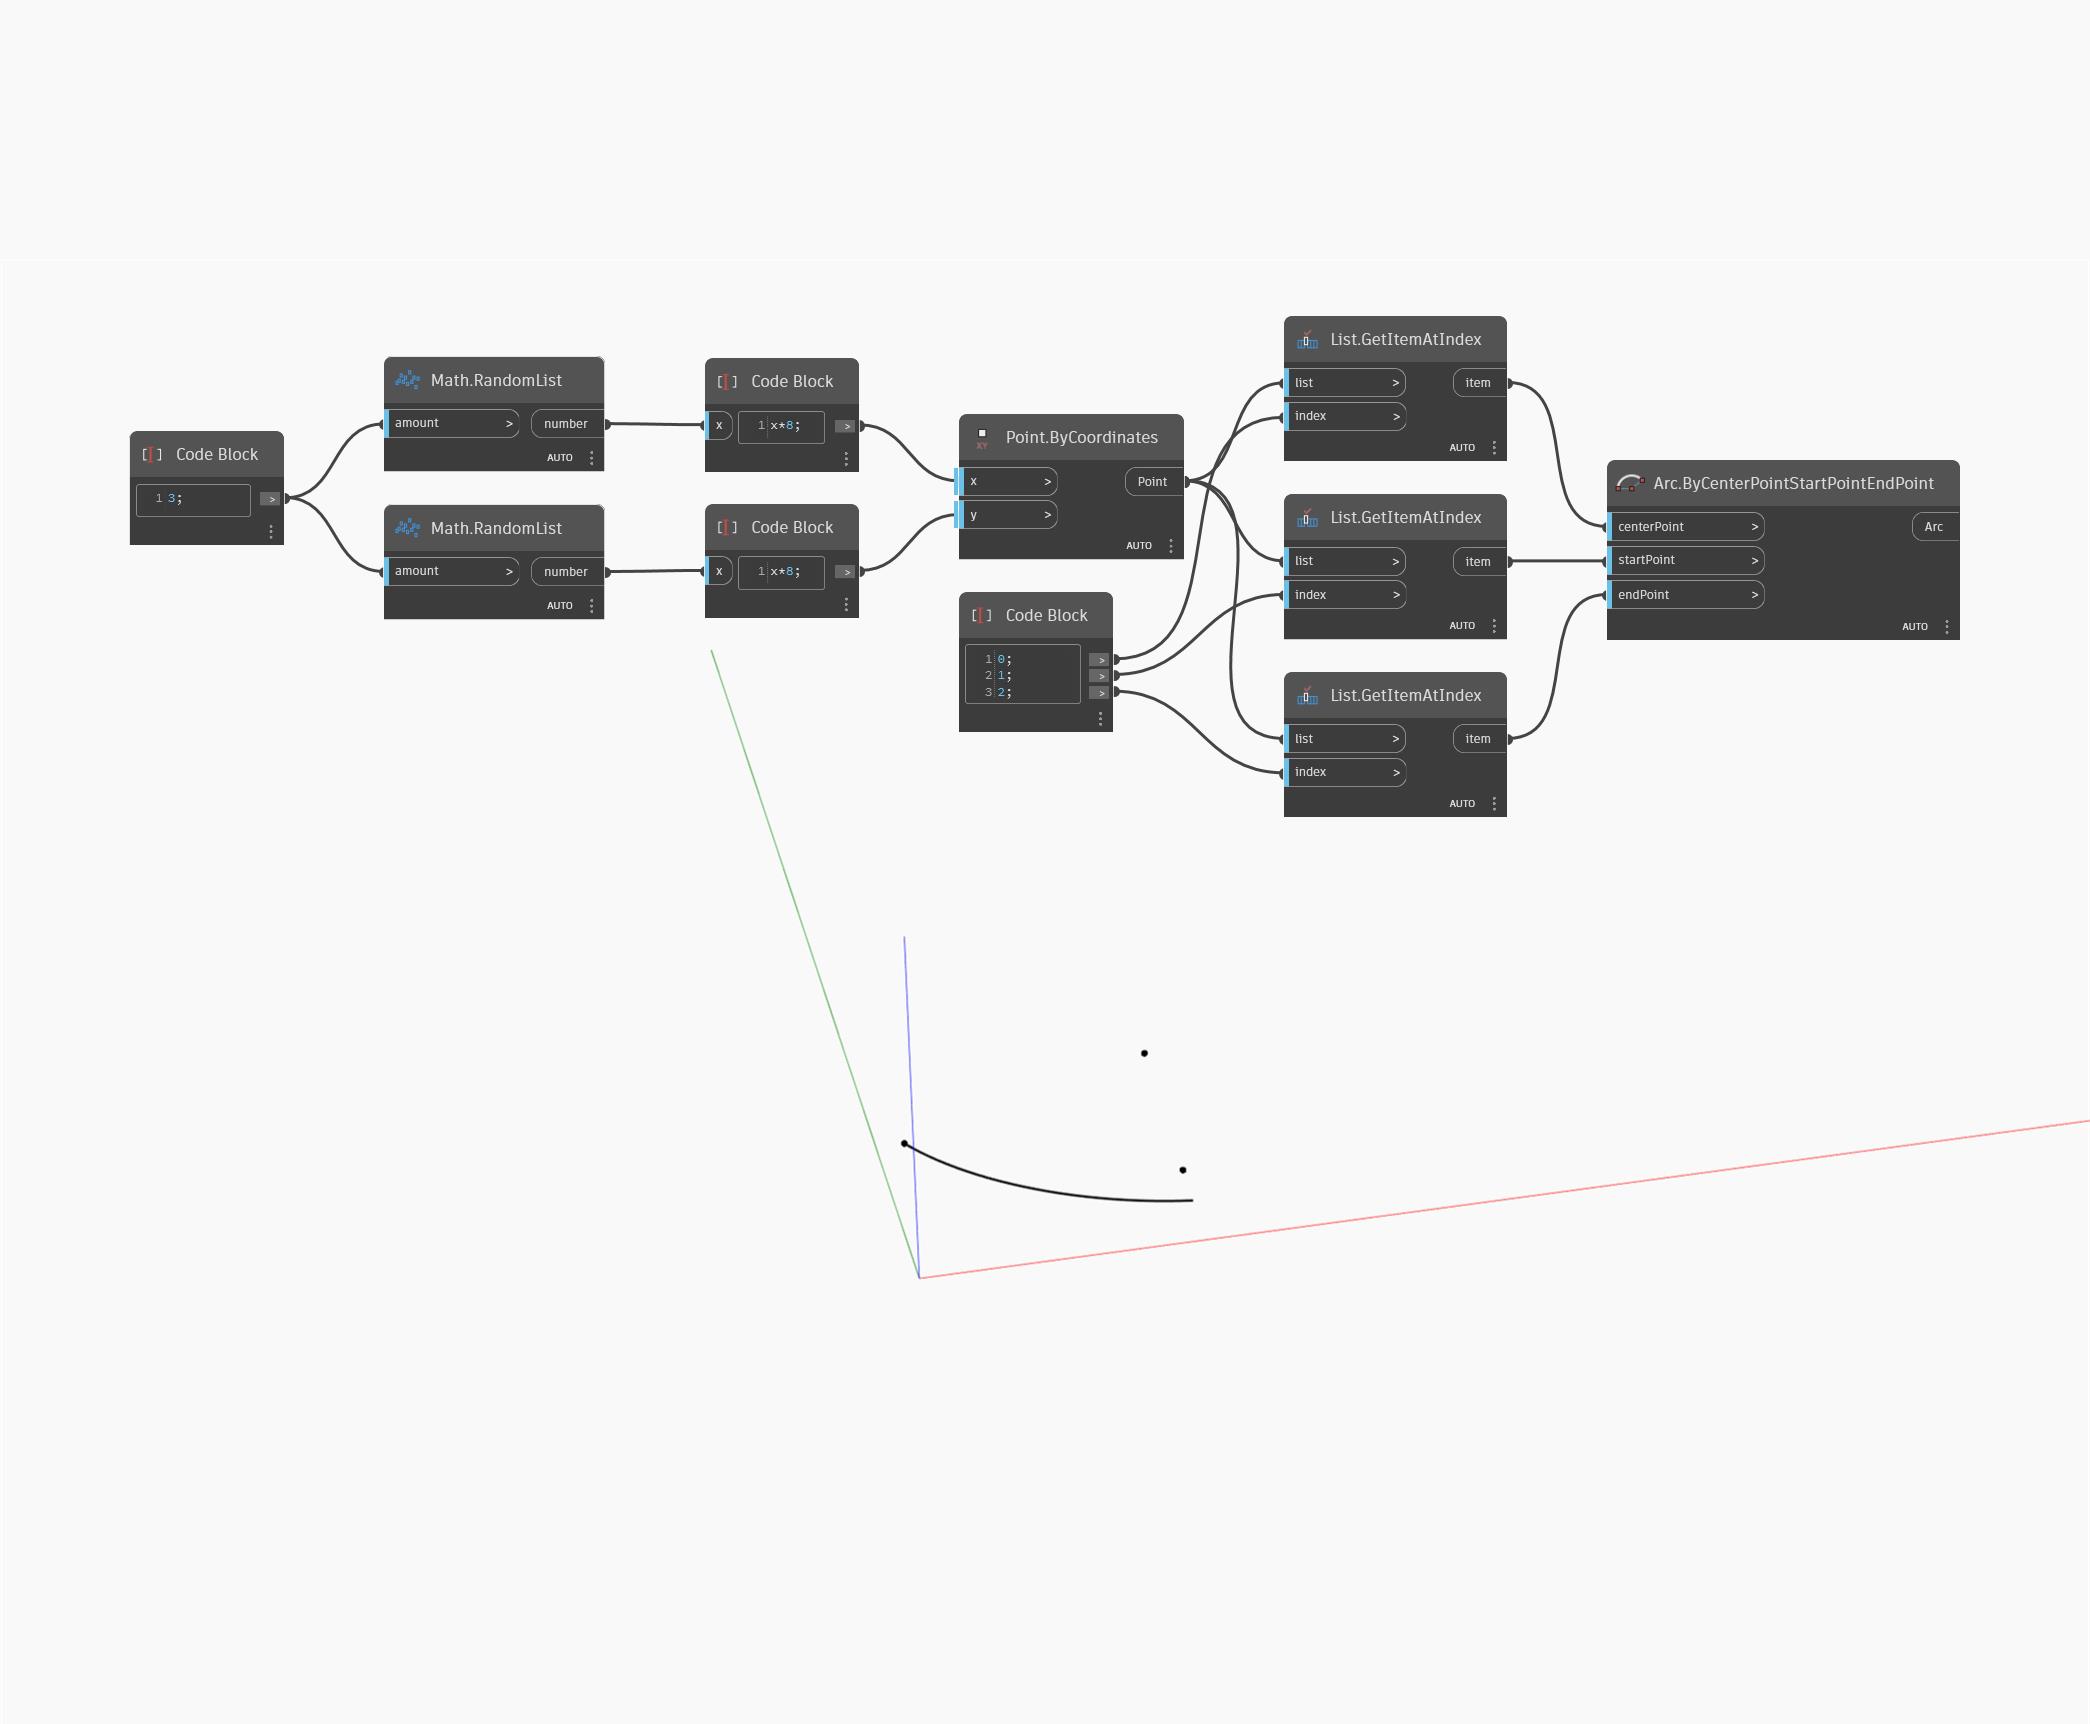 Code Block
1 3;
>
Math.RandomList
amount > number
AUTO
Math.RandomList
amount > number
AUTO
Code Block
x 1 x*8; >
Code Block
x 1 x*8; >
Point.ByCoordinates
XY
x > Point
y >
AUTO
Code Block
1 0; >
2 1; >
3 2; >
List.GetItemAtIndex
list > item
index >
AUTO
List.GetItemAtIndex
list > item
index >
AUTO
List.GetItemAtIndex
list > item
index >
AUTO
Arc.ByCenterPointStartPointEndPoint
centerPoint > Arc
startPoint >
endPoint >
AUTO